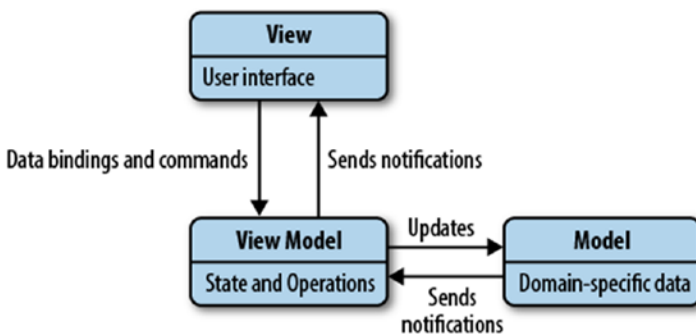 View
User interface
Data bindings and commands
Sends notifications
View Model
State and Operations
Updates
Sends
notifications
Model
Domain-specific data